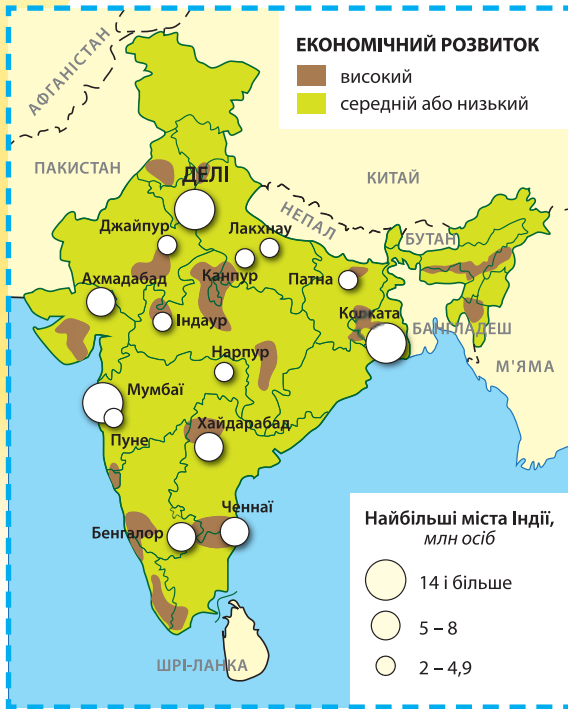 ЕКОНОМІЧНИЙ РОЗВИТОК
високий
середній або низький
АФГАНІСТАН
ПАКИСТАН
КИТАЙ
НЕПАЛ
БУТАН
БАНГЛАДЕШ
М'ЯМА
ДЕЛІ
Джайпур
Лакхнау
Ахмадабад
Канпур
Патна
Індаур
Колката
Нарпур
Мумбаї
Пуне
Хайдарабад
Ченнаї
Бенгалор
ШРІ-ЛАНКА
Найбільші міста Індії,
млн осіб
14 і більше
5 – 8
2 – 4,9